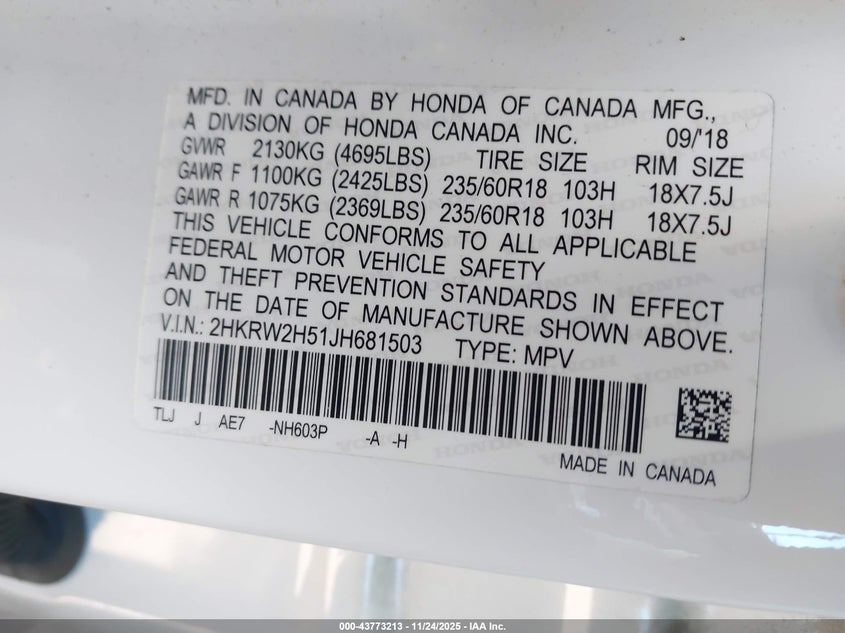 MFD. IN CANADA BY HONDA OF CANADA MFG.,
A DIVISION OF HONDA CANADA INC. 09/'18
GVWR 2130KG (4695LBS) TIRE SIZE RIM SIZE
GAWR F 1100KG (2425LBS) 235/60R18 103H 18X7.5J
GAWR R 1075KG (2369LBS) 235/60R18 103H 18X7.5J
THIS VEHICLE CONFORMS TO ALL APPLICABLE
FEDERAL MOTOR VEHICLE SAFETY
AND THEFT PREVENTION STANDARDS IN EFFECT
ON THE DATE OF MANUFACTURE SHOWN ABOVE.
V.I.N.: 2HKRW2H51JH681503 TYPE: MPV
TLJ J AE7 -NH603P -A -H
MADE IN CANADA
000-43773213 - 11/24/2025 - IAA Inc.